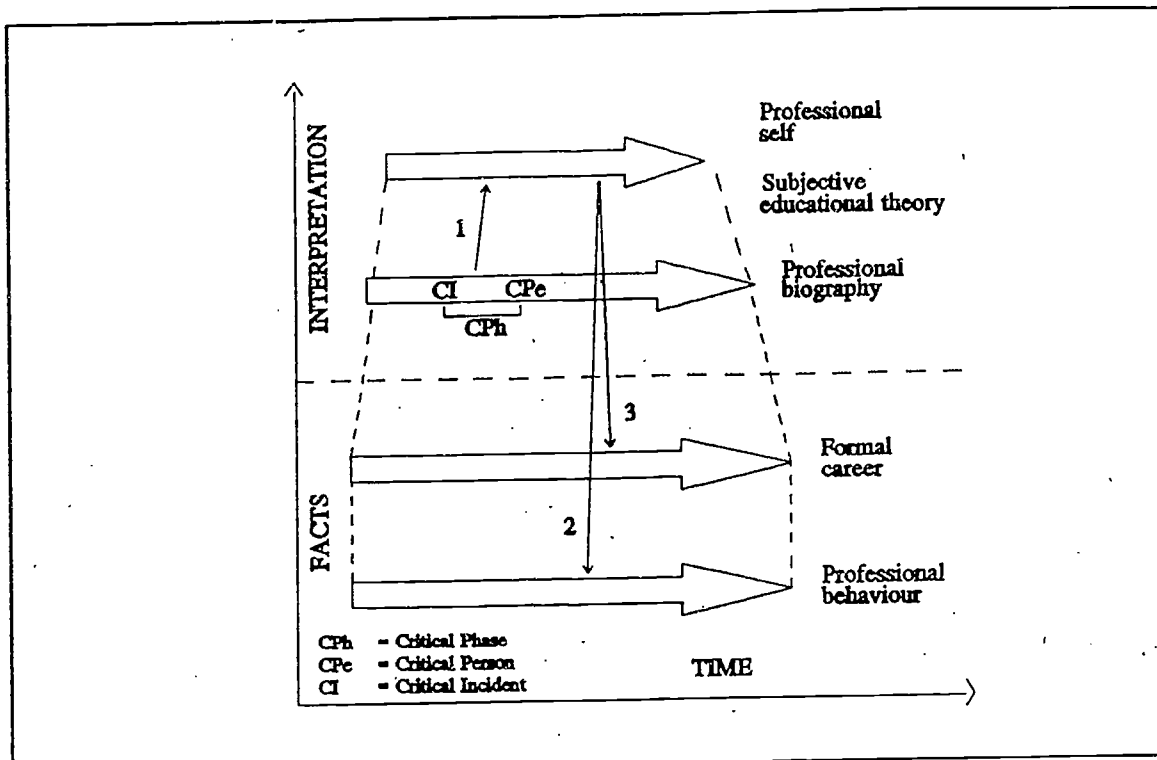 Professional
self
INTERPRETATION
Subjective
educational theory
1
Professional
biography
CI CPe
CPh
3
Formal
career
FACTS
2
Professional
behaviour
CPh = Critical Phase
CPe = Critical Person
CI = Critical Incident
TIME